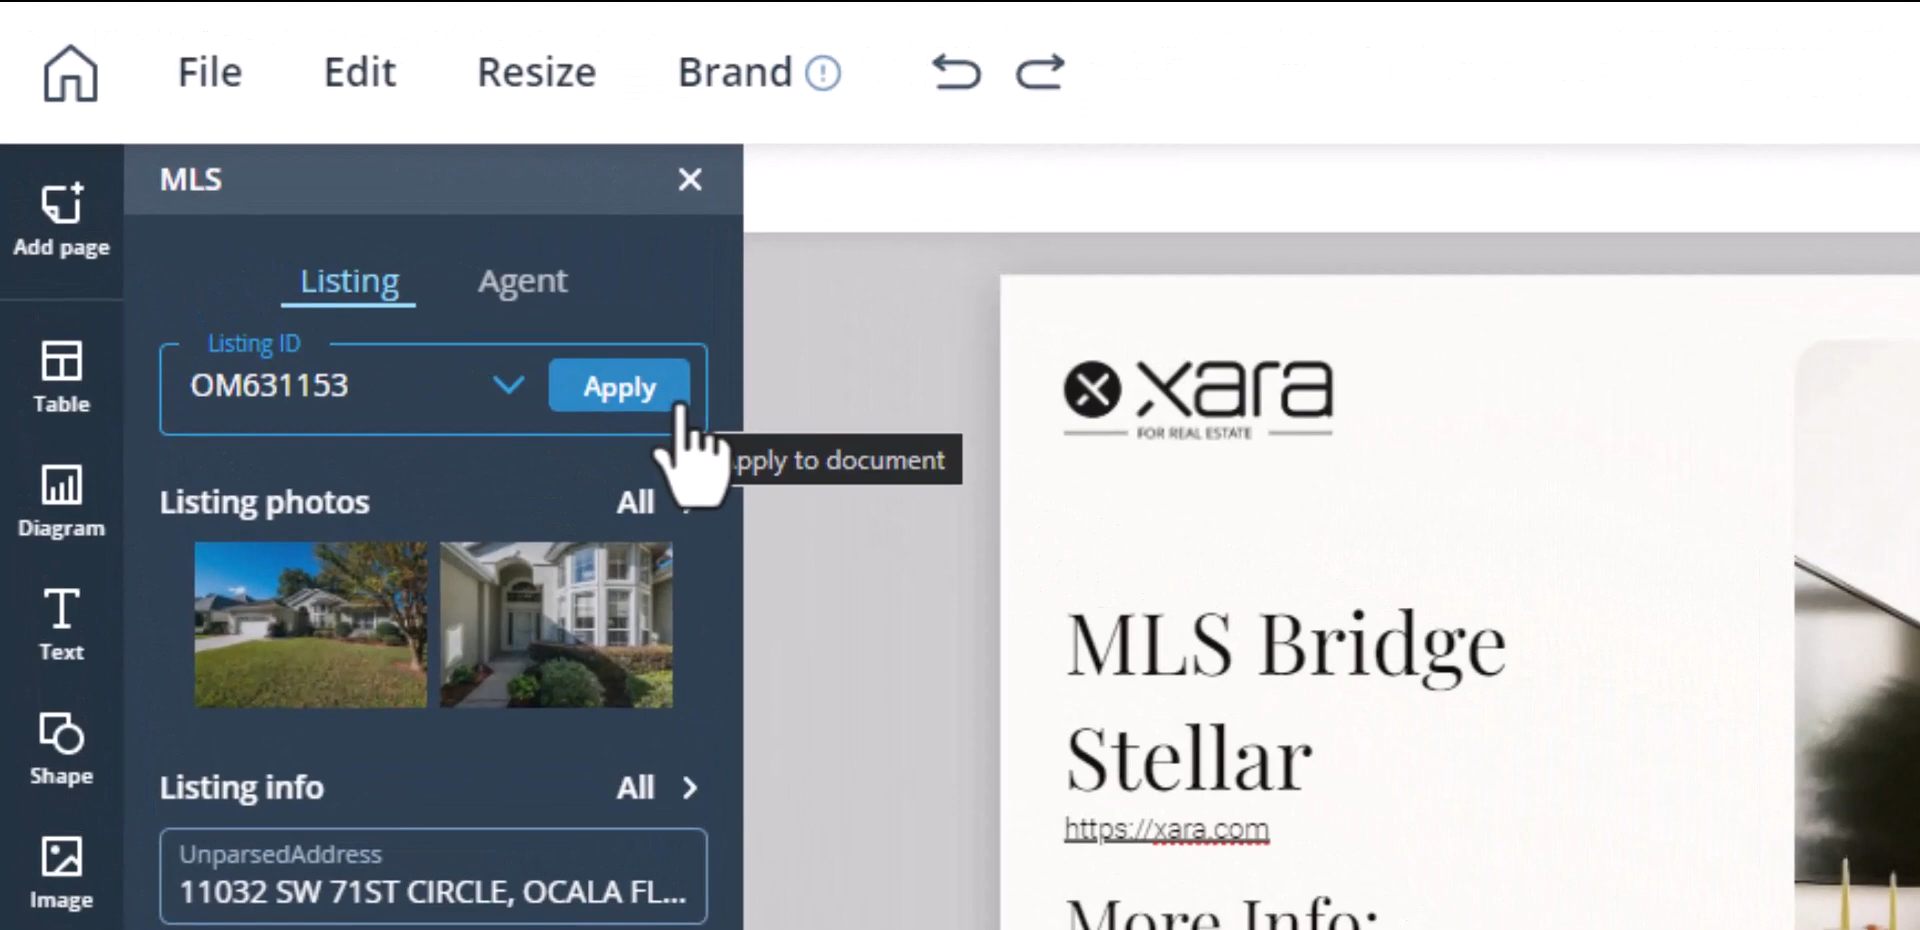 File Edit Resize Brand
MLS
Add page
Listing Agent
Listing ID
OM631153 Apply
Table
pply to document
Listing photos All
Diagram
Text
Shape
Listing info All
UnparsedAddress
11032 SW 71ST CIRCLE, OCALA FL...
Image
xara
FOR REAL ESTATE
MLS Bridge
Stellar
https://xara.com
More Info: